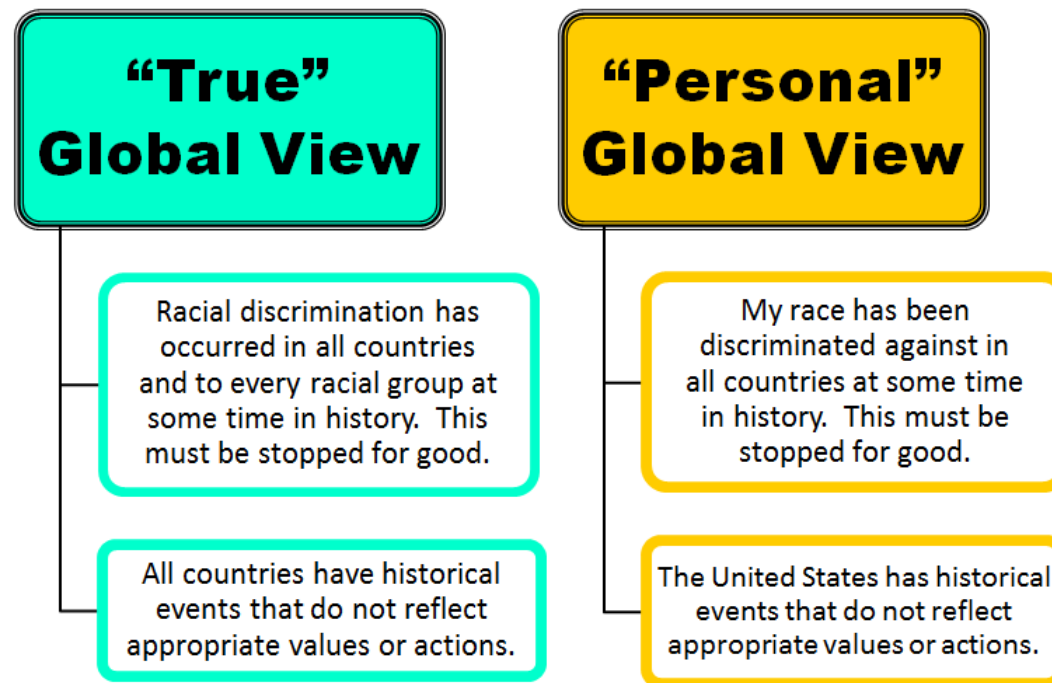 “True”
Global View
Racial discrimination has
occurred in all countries
and to every racial group at
some time in history.  This
must be stopped for good.
All countries have historical
events that do not reflect
appropriate values or actions.
“Personal”
Global View
My race has been
discriminated against in
all countries at some time
in history.  This must be
stopped for good.
The United States has historical
events that do not reflect
appropriate values or actions.